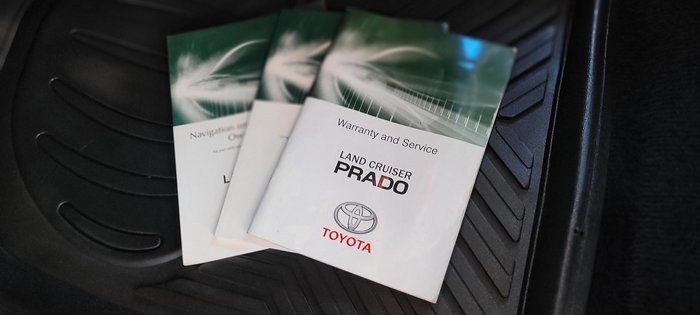 Warranty and Service
LAND CRUISER
PRADO
TOYOTA
Navigation